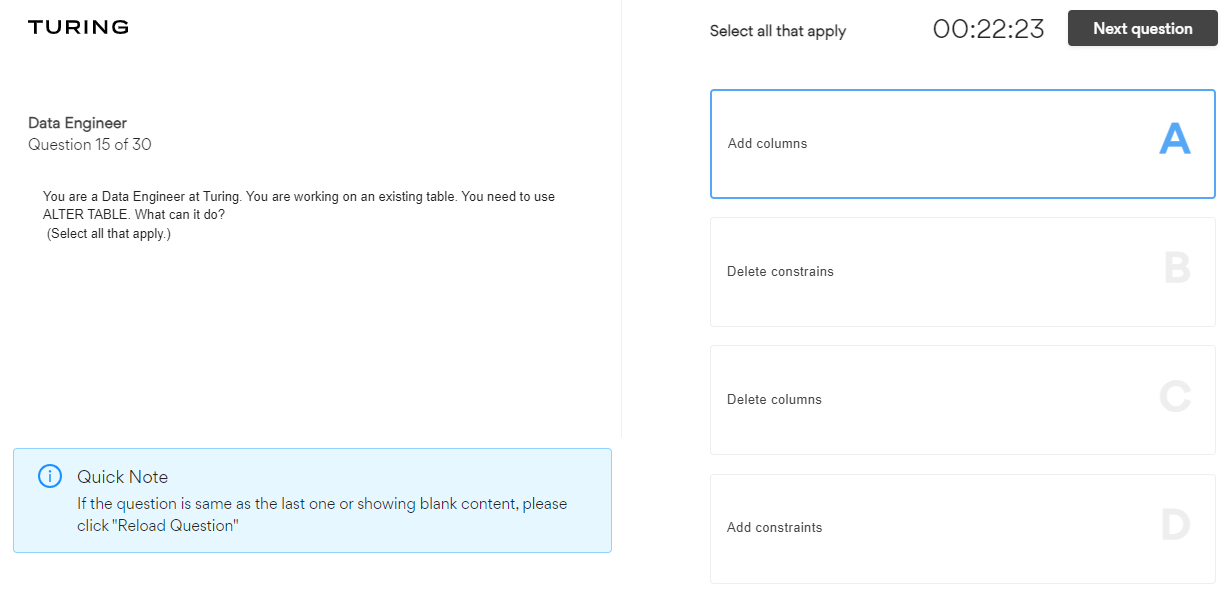 TURING
Select all that apply
00:22:23
Next question
Data Engineer
Question 15 of 30
You are a Data Engineer at Turing. You are working on an existing table. You need to use
ALTER TABLE. What can it do?
(Select all that apply.)
Add columns
A
Delete constrains
B
Delete columns
C
Add constraints
D
Quick Note
If the question is same as the last one or showing blank content, please
click "Reload Question"